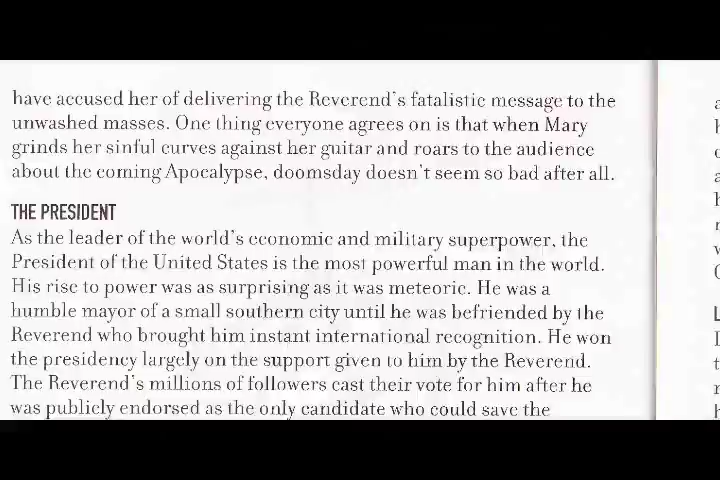 have accused her of delivering the Reverend's fatalistic message to the
unwashed masses. One thing everyone agrees on is that when Mary
grinds her sinful curves against her guitar and roars to the audience
about the coming Apocalypse, doomsday doesn't seem so bad after all.
THE PRESIDENT
As the leader of the world's economic and military superpower, the
President of the United States is the most powerful man in the world.
His rise to power was as surprising as it was meteoric. He was a
humble mayor of a small southern city until he was befriended by the
Reverend who brought him instant international recognition. He won
the presidency largely on the support given to him by the Reverend.
The Reverend's millions of followers cast their vote for him after he
was publicly endorsed as the only candidate who could save the